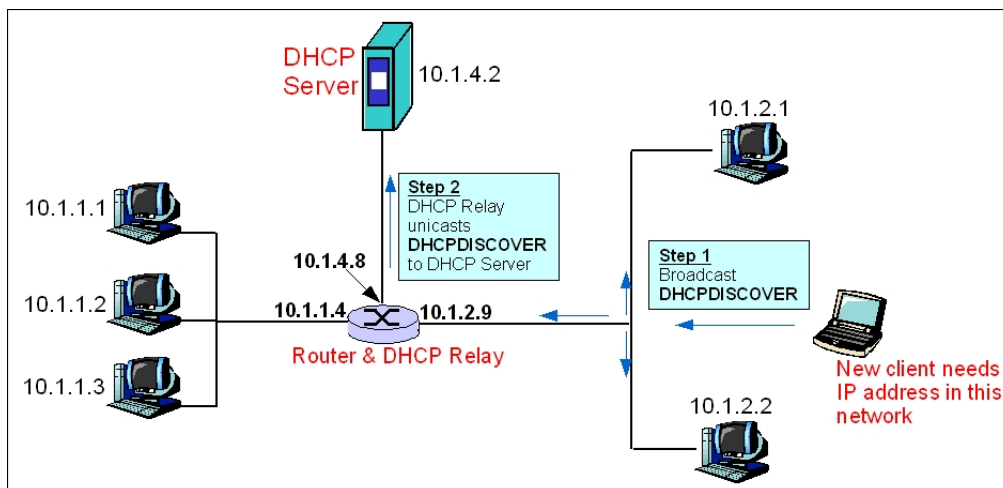 DHCP
Server
10.1.4.2
10.1.2.1
10.1.1.1
Step 2
DHCP Relay
unicasts
DHCPDISCOVER
to DHCP Server
Step 1
Broadcast
DHCPDISCOVER
10.1.4.8
10.1.1.2
10.1.1.4
10.1.2.9
Router & DHCP Relay
New client needs
IP address in this
network
10.1.1.3
10.1.2.2